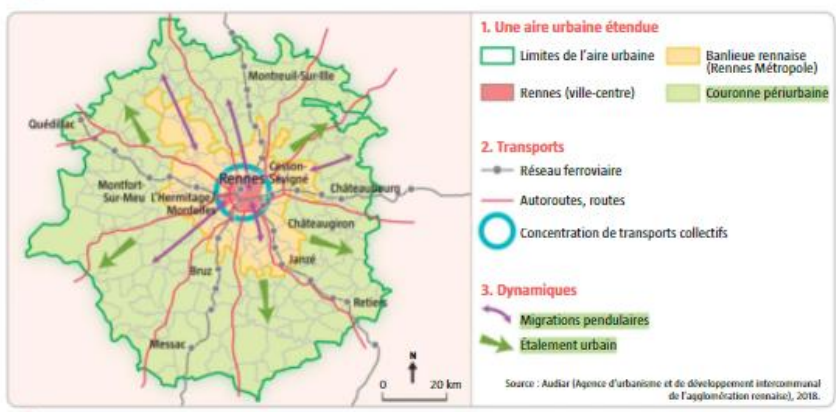 Montreuil-Sur-Ille
Quédillac
Rennes
Cesson-
Sévigné
Montfort-
Sur-Meu
L'Hermitage
Mordelles
Châteaubourg
Châteaugiron
Bruz
Janzé
Retiers
Messac
N
0 20 km
1. Une aire urbaine étendue
Limites de l'aire urbaine
Banlieue rennaise
(Rennes Métropole)
Rennes (ville-centre)
Couronne périurbaine
2. Transports
Réseau ferroviaire
Autoroutes, routes
Concentration de transports collectifs
3. Dynamiques
Migrations pendulaires
Étalement urbain
Source : Audiar (Agence d'urbanisme et de développement intercommunal
de l'agglomération rennaise), 2018.